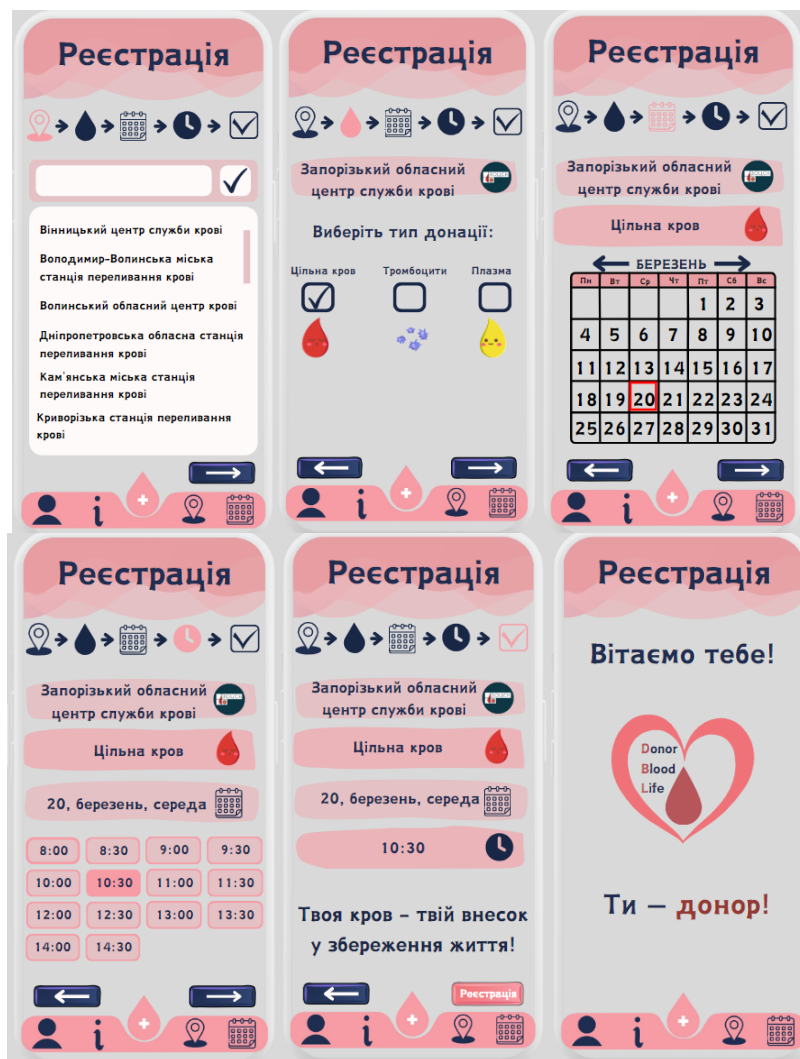 Реєстрація
Вінницький центр служби крові
Володимир-Волинська міська
станція переливання крові
Волинський обласний центр крові
Дніпропетровська обласна станція
переливання крові
Кам'янська міська станція
переливання крові
Криворізька станція переливання
крові
i
Реєстрація
Запорізький обласний
центр служби крові
Виберіть тип донації:
Цільна кров Тромбоцити Плазма
i
Реєстрація
Запорізький обласний
центр служби крові
Цільна кров
БЕРЕЗЕНЬ
Пн Вт Ср Чт Пт Сб Вс
1 2 3
4 5 6 7 8 9 10
11 12 13 14 15 16 17
18 19 20 21 22 23 24
25 26 27 28 29 30 31
i
Реєстрація
Запорізький обласний
центр служби крові
Цільна кров
20, березень, середа
8:00 8:30 9:00 9:30
10:00 10:30 11:00 11:30
12:00 12:30 13:00 13:30
14:00 14:30
i
Реєстрація
Запорізький обласний
центр служби крові
Цільна кров
20, березень, середа
10:30
Твоя кров – твій внесок
у збереження життя!
Реєстрація
i
Реєстрація
Вітаємо тебе!
Donor
Blood
Life
Ти — донор!
i